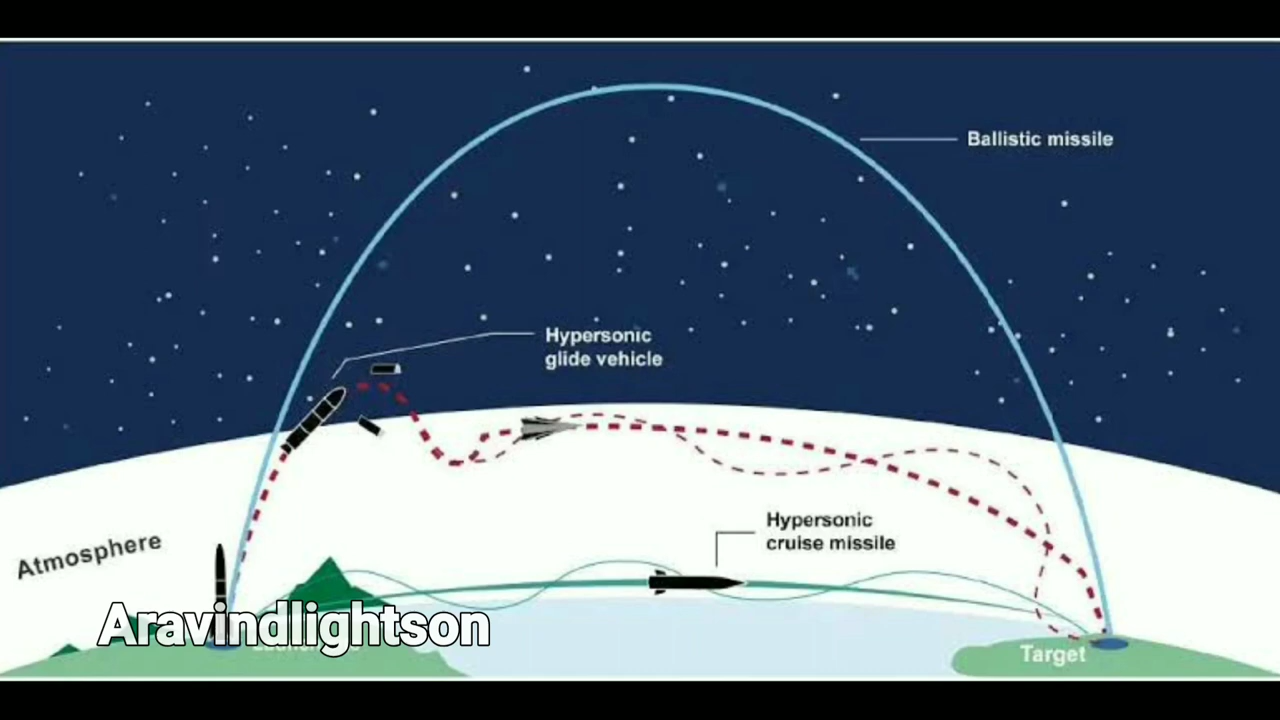 Ballistic missile
Hypersonic
glide vehicle
Hypersonic
cruise missile
Atmosphere
Aravindlightson
Target